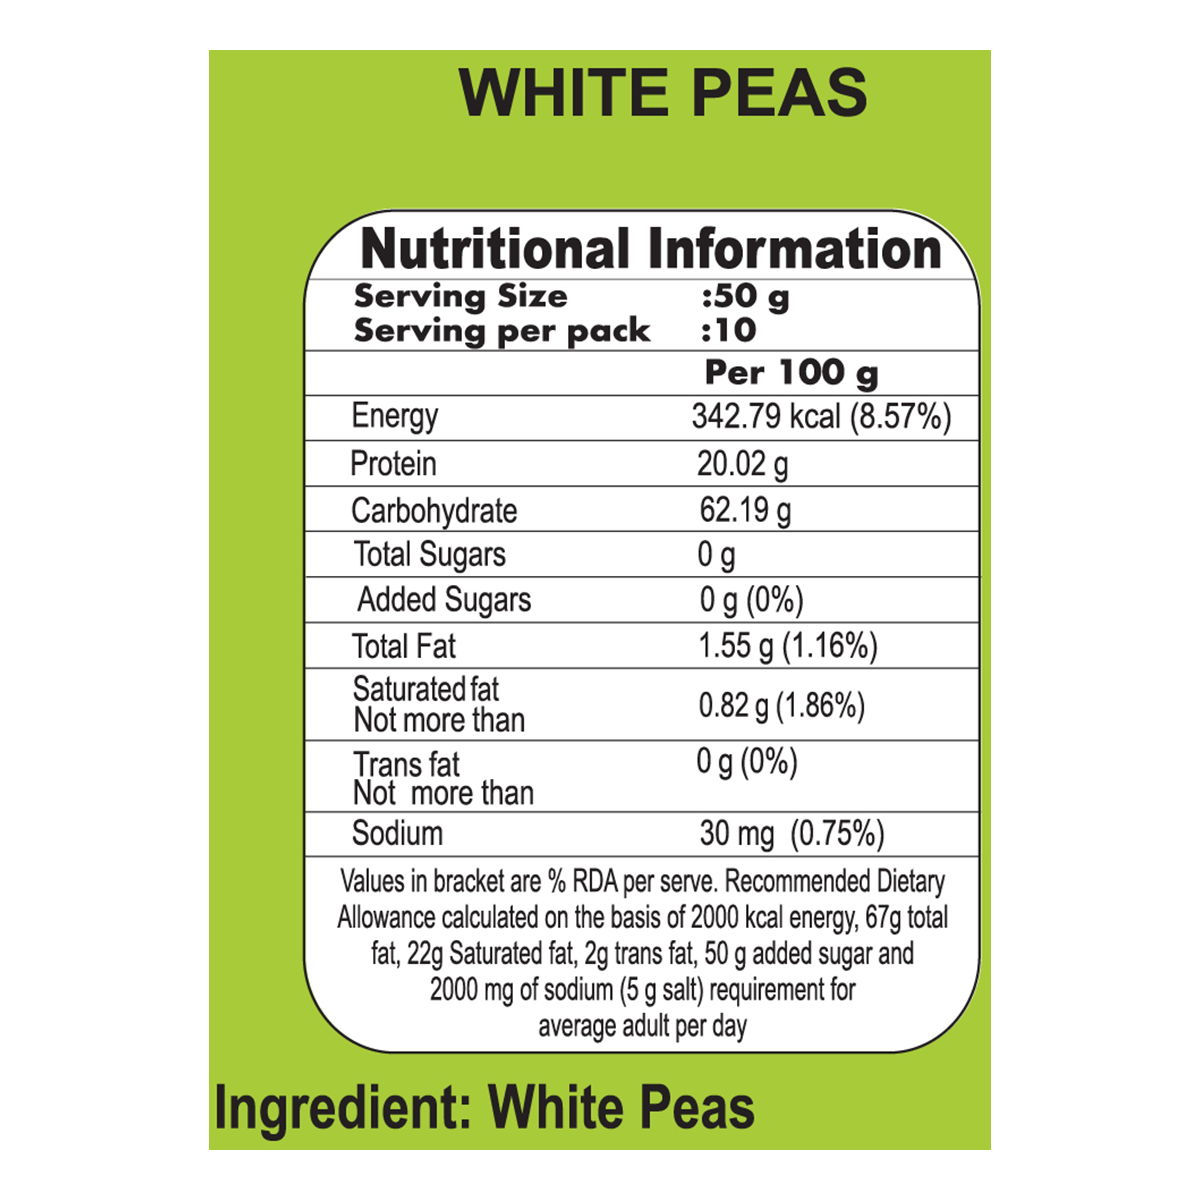 WHITE PEAS
Nutritional Information
Serving Size :50 g
Serving per pack :10
Per 100 g
Energy 342.79 kcal (8.57%)
Protein 20.02 g
Carbohydrate 62.19 g
Total Sugars 0 g
Added Sugars 0 g (0%)
Total Fat 1.55 g (1.16%)
Saturated fat
Not more than 0.82 g (1.86%)
Trans fat 0 g (0%)
Not more than
Sodium 30 mg (0.75%)
Values in bracket are % RDA per serve. Recommended Dietary
Allowance calculated on the basis of 2000 kcal energy, 67g total
fat, 22g Saturated fat, 2g trans fat, 50 g added sugar and
2000 mg of sodium (5 g salt) requirement for
average adult per day
Ingredient: White Peas